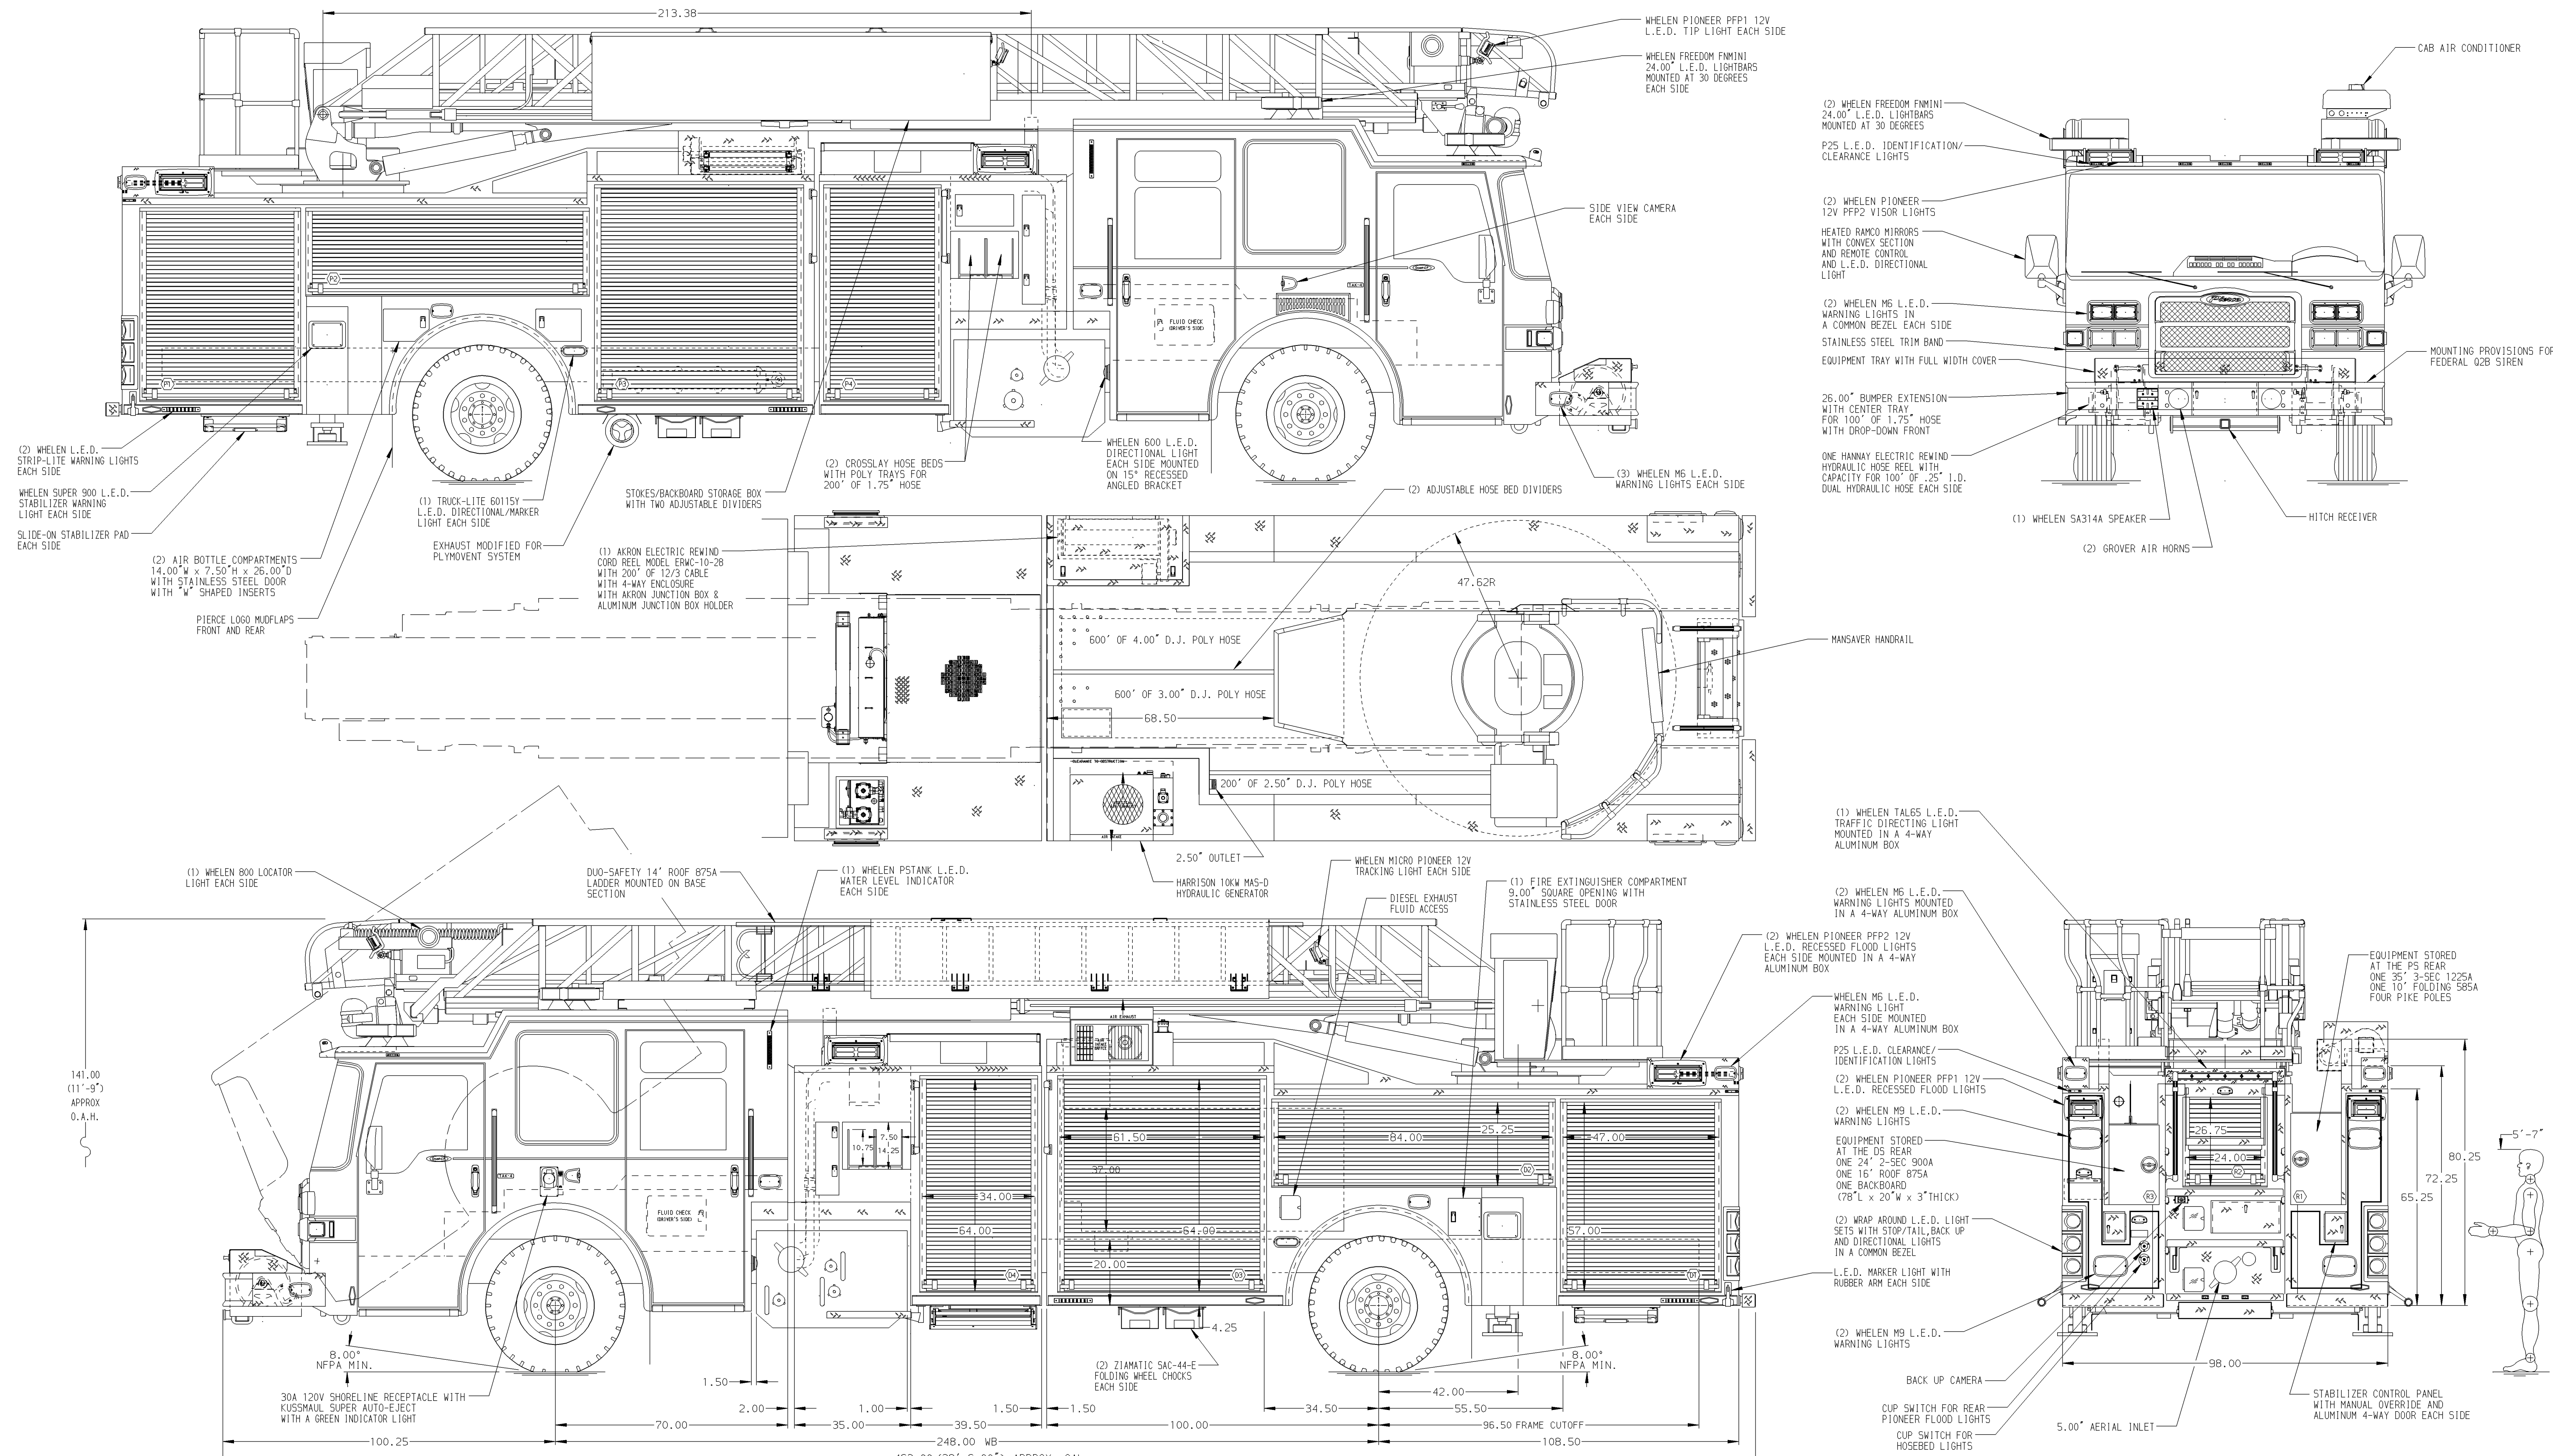 213.38
WHELEN PIONEER PFP1 12V
L.E.D. TIP LIGHT EACH SIDE
WHELEN FREEDOM FNMINI
24.00" L.E.D. LIGHTBARS
MOUNTED AT 30 DEGREES
EACH SIDE
SIDE VIEW CAMERA
EACH SIDE
FLUID CHECK
(DRIVER'S SIDE)
TAK-4
P1
P2
P3
P4
(2) WHELEN L.E.D.
STRIP-LITE WARNING LIGHTS
EACH SIDE
WHELEN SUPER 900 L.E.D.
STABILIZER WARNING
LIGHT EACH SIDE
SLIDE-ON STABILIZER PAD
EACH SIDE
(2) AIR BOTTLE COMPARTMENTS
14.00"W x 7.50"H x 26.00"D
WITH STAINLESS STEEL DOOR
WITH "W" SHAPED INSERTS
PIERCE LOGO MUDFLAPS
FRONT AND REAR
(1) TRUCK-LITE 60115Y
L.E.D. DIRECTIONAL/MARKER
LIGHT EACH SIDE
EXHAUST MODIFIED FOR
PLYMOVENT SYSTEM
STOKES/BACKBOARD STORAGE BOX
WITH TWO ADJUSTABLE DIVIDERS
(2) CROSSLAY HOSE BEDS
WITH POLY TRAYS FOR
200' OF 1.75" HOSE
WHELEN 600 L.E.D.
DIRECTIONAL LIGHT
EACH SIDE MOUNTED
ON 15° RECESSED
ANGLED BRACKET
(3) WHELEN M6 L.E.D.
WARNING LIGHTS EACH SIDE
CAB AIR CONDITIONER
(2) WHELEN FREEDOM FNMINI
24.00" L.E.D. LIGHTBARS
MOUNTED AT 30 DEGREES
P25 L.E.D. IDENTIFICATION/
CLEARANCE LIGHTS
(2) WHELEN PIONEER
12V PFP2 VISOR LIGHTS
HEATED RAMCO MIRRORS
WITH CONVEX SECTION
AND REMOTE CONTROL
AND L.E.D. DIRECTIONAL
LIGHT
(2) WHELEN M6 L.E.D.
WARNING LIGHTS IN
A COMMON BEZEL EACH SIDE
STAINLESS STEEL TRIM BAND
EQUIPMENT TRAY WITH FULL WIDTH COVER
26.00" BUMPER EXTENSION
WITH CENTER TRAY
FOR 100' OF 1.75" HOSE
WITH DROP-DOWN FRONT
ONE HANNAY ELECTRIC REWIND
HYDRAULIC HOSE REEL WITH
CAPACITY FOR 100' OF .25" I.D.
DUAL HYDRAULIC HOSE EACH SIDE
Pierce
MOUNTING PROVISIONS FOR
FEDERAL Q2B SIREN
(1) WHELEN SA314A SPEAKER
(2) GROVER AIR HORNS
HITCH RECEIVER
(1) AKRON ELECTRIC REWIND
CORD REEL MODEL ERWC-10-28
WITH 200' OF 12/3 CABLE
WITH 4-WAY ENCLOSURE
WITH AKRON JUNCTION BOX &
ALUMINUM JUNCTION BOX HOLDER
(2) ADJUSTABLE HOSE BED DIVIDERS
47.62R
600' OF 4.00" D.J. POLY HOSE
600' OF 3.00" D.J. POLY HOSE
68.50
MANSAVER HANDRAIL
CLEARANCE TO OBSTRUCTION
200' OF 2.50" D.J. POLY HOSE
AIR INTAKE
2.50" OUTLET
HARRISON 10KW MAS-D
HYDRAULIC GENERATOR
(1) WHELEN 800 LOCATOR
LIGHT EACH SIDE
DUO-SAFETY 14' ROOF 875A
LADDER MOUNTED ON BASE
SECTION
(1) WHELEN PSTANK L.E.D.
WATER LEVEL INDICATOR
EACH SIDE
WHELEN MICRO PIONEER 12V
TRACKING LIGHT EACH SIDE
DIESEL EXHAUST
FLUID ACCESS
(1) FIRE EXTINGUISHER COMPARTMENT
9.00" SQUARE OPENING WITH
STAINLESS STEEL DOOR
(2) WHELEN PIONEER PFP2 12V
L.E.D. RECESSED FLOOD LIGHTS
EACH SIDE MOUNTED IN A 4-WAY
ALUMINUM BOX
WHELEN M6 L.E.D.
WARNING LIGHT
EACH SIDE MOUNTED
IN A 4-WAY ALUMINUM BOX
141.00
(11'-9")
APPROX
O.A.H.
AIR EXHAUST
TAK-4
FLUID CHECK
(DRIVER'S SIDE)
10.75
7.50
14.25
34.00
64.00
D4
61.50
37.00
64.00
20.00
D3
84.00
25.25
D2
47.00
57.00
D1
4.25
8.00°
NFPA MIN.
8.00°
NFPA MIN.
30A 120V SHORELINE RECEPTACLE WITH
KUSSMAUL SUPER AUTO-EJECT
WITH A GREEN INDICATOR LIGHT
(2) ZIAMATIC SAC-44-E
FOLDING WHEEL CHOCKS
EACH SIDE
1.50
2.00
1.00
1.50
1.50
34.50
42.00
55.50
70.00
35.00
39.50
100.00
96.50 FRAME CUTOFF
100.25
248.00 WB
108.50
(1) WHELEN TAL65 L.E.D.
TRAFFIC DIRECTING LIGHT
MOUNTED IN A 4-WAY
ALUMINUM BOX
(2) WHELEN M6 L.E.D.
WARNING LIGHTS MOUNTED
IN A 4-WAY ALUMINUM BOX
P25 L.E.D. CLEARANCE/
IDENTIFICATION LIGHTS
(2) WHELEN PIONEER PFP1 12V
L.E.D. RECESSED FLOOD LIGHTS
(2) WHELEN M9 L.E.D.
WARNING LIGHTS
EQUIPMENT STORED
AT THE DS REAR
ONE 24' 2-SEC 900A
ONE 16' ROOF 875A
ONE BACKBOARD
(78"L x 20"W x 3"THICK)
(2) WRAP AROUND L.E.D. LIGHT
SETS WITH STOP/TAIL,BACK UP
AND DIRECTIONAL LIGHTS
IN A COMMON BEZEL
L.E.D. MARKER LIGHT WITH
RUBBER ARM EACH SIDE
(2) WHELEN M9 L.E.D.
WARNING LIGHTS
BACK UP CAMERA
CUP SWITCH FOR REAR
PIONEER FLOOD LIGHTS
CUP SWITCH FOR
HOSEBED LIGHTS
5.00" AERIAL INLET
EQUIPMENT STORED
AT THE PS REAR
ONE 35' 3-SEC 1225A
ONE 10' FOLDING 585A
FOUR PIKE POLES
26.75
24.00
R2
R3
R1
5'-7"
80.25
72.25
65.25
98.00
STABILIZER CONTROL PANEL
WITH MANUAL OVERRIDE AND
ALUMINUM 4-WAY DOOR EACH SIDE